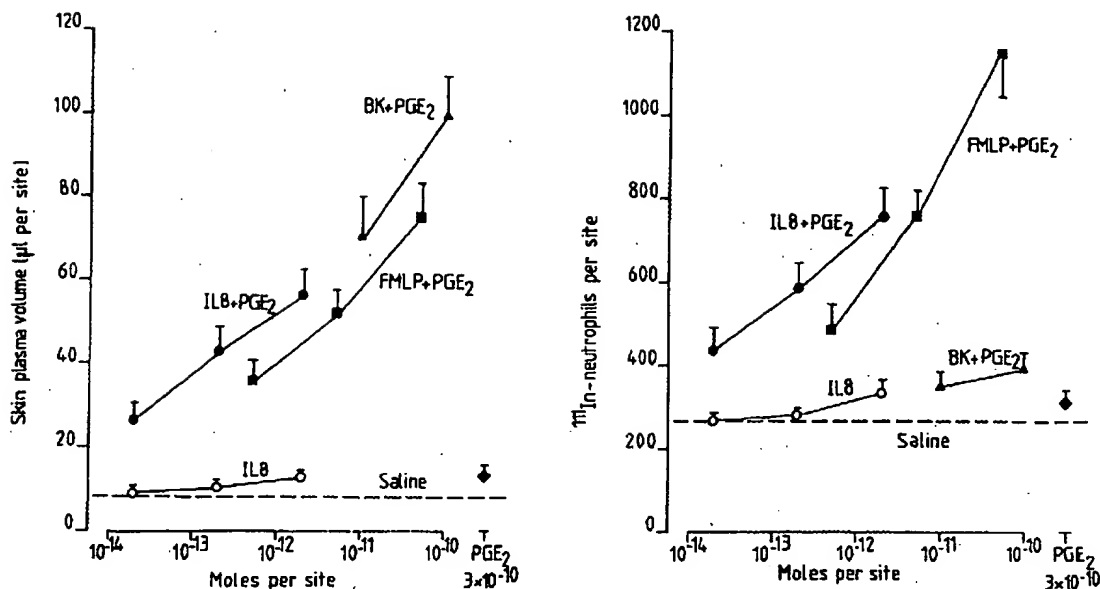 120
100
80
60
40
20
0
Skin plasma volume (µl per site)
BK+PGE₂
IL8+PGE₂
FMLP+PGE₂
IL8
Saline
10⁻¹⁴ 10⁻¹³ 10⁻¹² 10⁻¹¹ 10⁻¹⁰ PGE₂
Moles per site 3×10⁻¹⁰
1200
1000
800
600
400
200
0
¹¹¹In-neutrophils per site
FMLP+PGE₂
IL8+PGE₂
BK+PGE₂
IL8
Saline
10⁻¹⁴ 10⁻¹³ 10⁻¹² 10⁻¹¹ 10⁻¹⁰ PGE₂
Moles per site 3×10⁻¹⁰